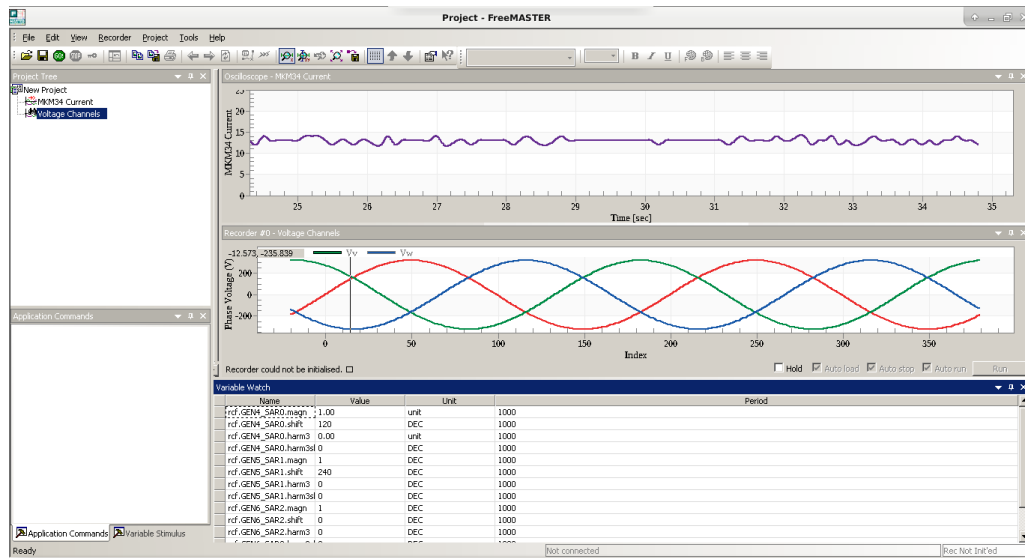 Project - FreeMASTER
File Edit View Recorder Project Tools Help
Project Tree
New Project
MKM34 Current
Voltage Channels
Oscilloscope - MKM34 Current
MKM34 Current
25
20
15
10
5
0
25 26 27 28 29 30 31 32 33 34 35
Time [sec]
Recorder #0 - Voltage Channels
-12.573, -235.839 Vv Vw
Phase Voltage (V)
200
0
-200
0 50 100 150 200 250 300 350
Index
Recorder could not be initialised.
Hold Auto load Auto stop Auto run Run
Application Commands
Variable Watch
Name Value Unit Period
rcf.GEN4_SAR0.magn 1.00 unit 1000
rcf.GEN4_SAR0.shift 120 DEC 1000
rcf.GEN4_SAR0.harm3 0.00 unit 1000
rcf.GEN4_SAR0.harm3sl 0 DEC 1000
rcf.GEN5_SAR1.magn 1 DEC 1000
rcf.GEN5_SAR1.shift 240 DEC 1000
rcf.GEN5_SAR1.harm3 0 DEC 1000
rcf.GEN5_SAR1.harm3sl 0 DEC 1000
rcf.GEN6_SAR2.magn 1 DEC 1000
rcf.GEN6_SAR2.shift 0 DEC 1000
rcf.GEN6_SAR2.harm3 0 DEC 1000
Application Commands Variable Stimulus
Ready Not connected Rec Not Init'ed